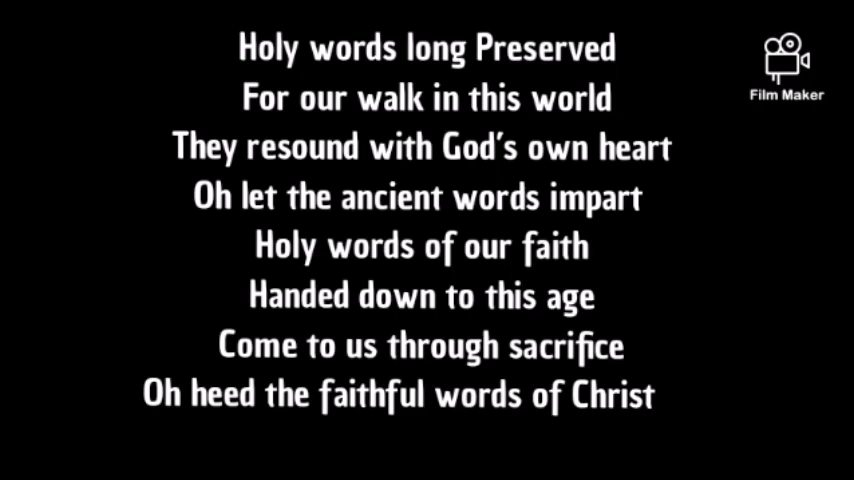 Holy words long Preserved
For our walk in this world
They resound with God's own heart
Oh let the ancient words impart
Holy words of our faith
Handed down to this age
Come to us through sacrifice
Oh heed the faithful words of Christ
Film Maker